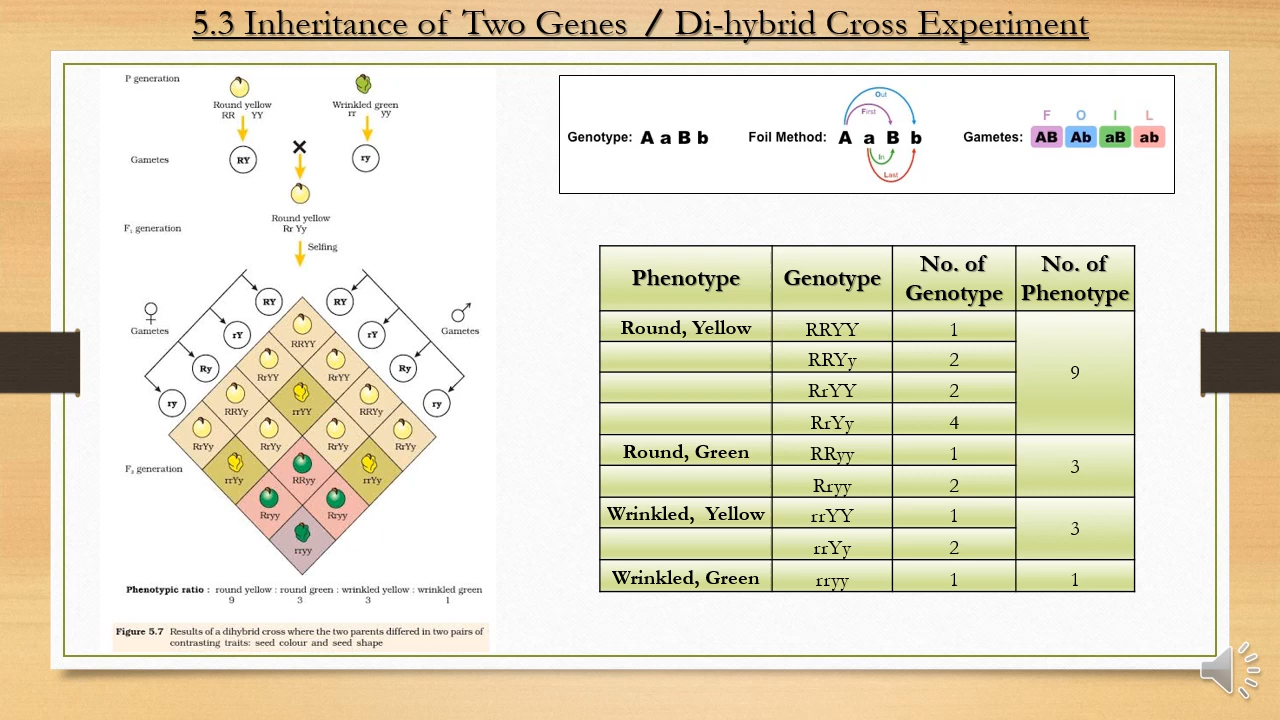 5.3 Inheritance of Two Genes / Di-hybrid Cross Experiment
P generation
Round yellow
RR YY
Wrinkled green
rr yy
Gametes
RY
ry
Round yellow
Rr Yy
F₁ generation
Selfing
RY
RY
♀
Gametes
rY
rY
♂
Gametes
Ry
Ry
ry
ry
RRYY
RrYY
RrYY
RRYy
rrYY
RRYy
RrYy
RrYy
RrYy
RrYy
F₂ generation
rrYy
RRyy
rrYy
Rryy
Rryy
rryy
Phenotypic ratio : round yellow : round green : wrinkled yellow : wrinkled green
9 3 3 1
Figure 5.7 Results of a dihybrid cross where the two parents differed in two pairs of
contrasting traits: seed colour and seed shape
Genotype: A a B b
Foil Method: A a B b
Out
First
In
Last
Gametes:
F O I L
AB Ab aB ab
Phenotype Genotype No. of Genotype No. of Phenotype
Round, Yellow RRYY 1 9
RRYy 2
RrYY 2
RrYy 4
Round, Green RRyy 1 3
Rryy 2
Wrinkled, Yellow rrYY 1 3
rrYy 2
Wrinkled, Green rryy 1 1